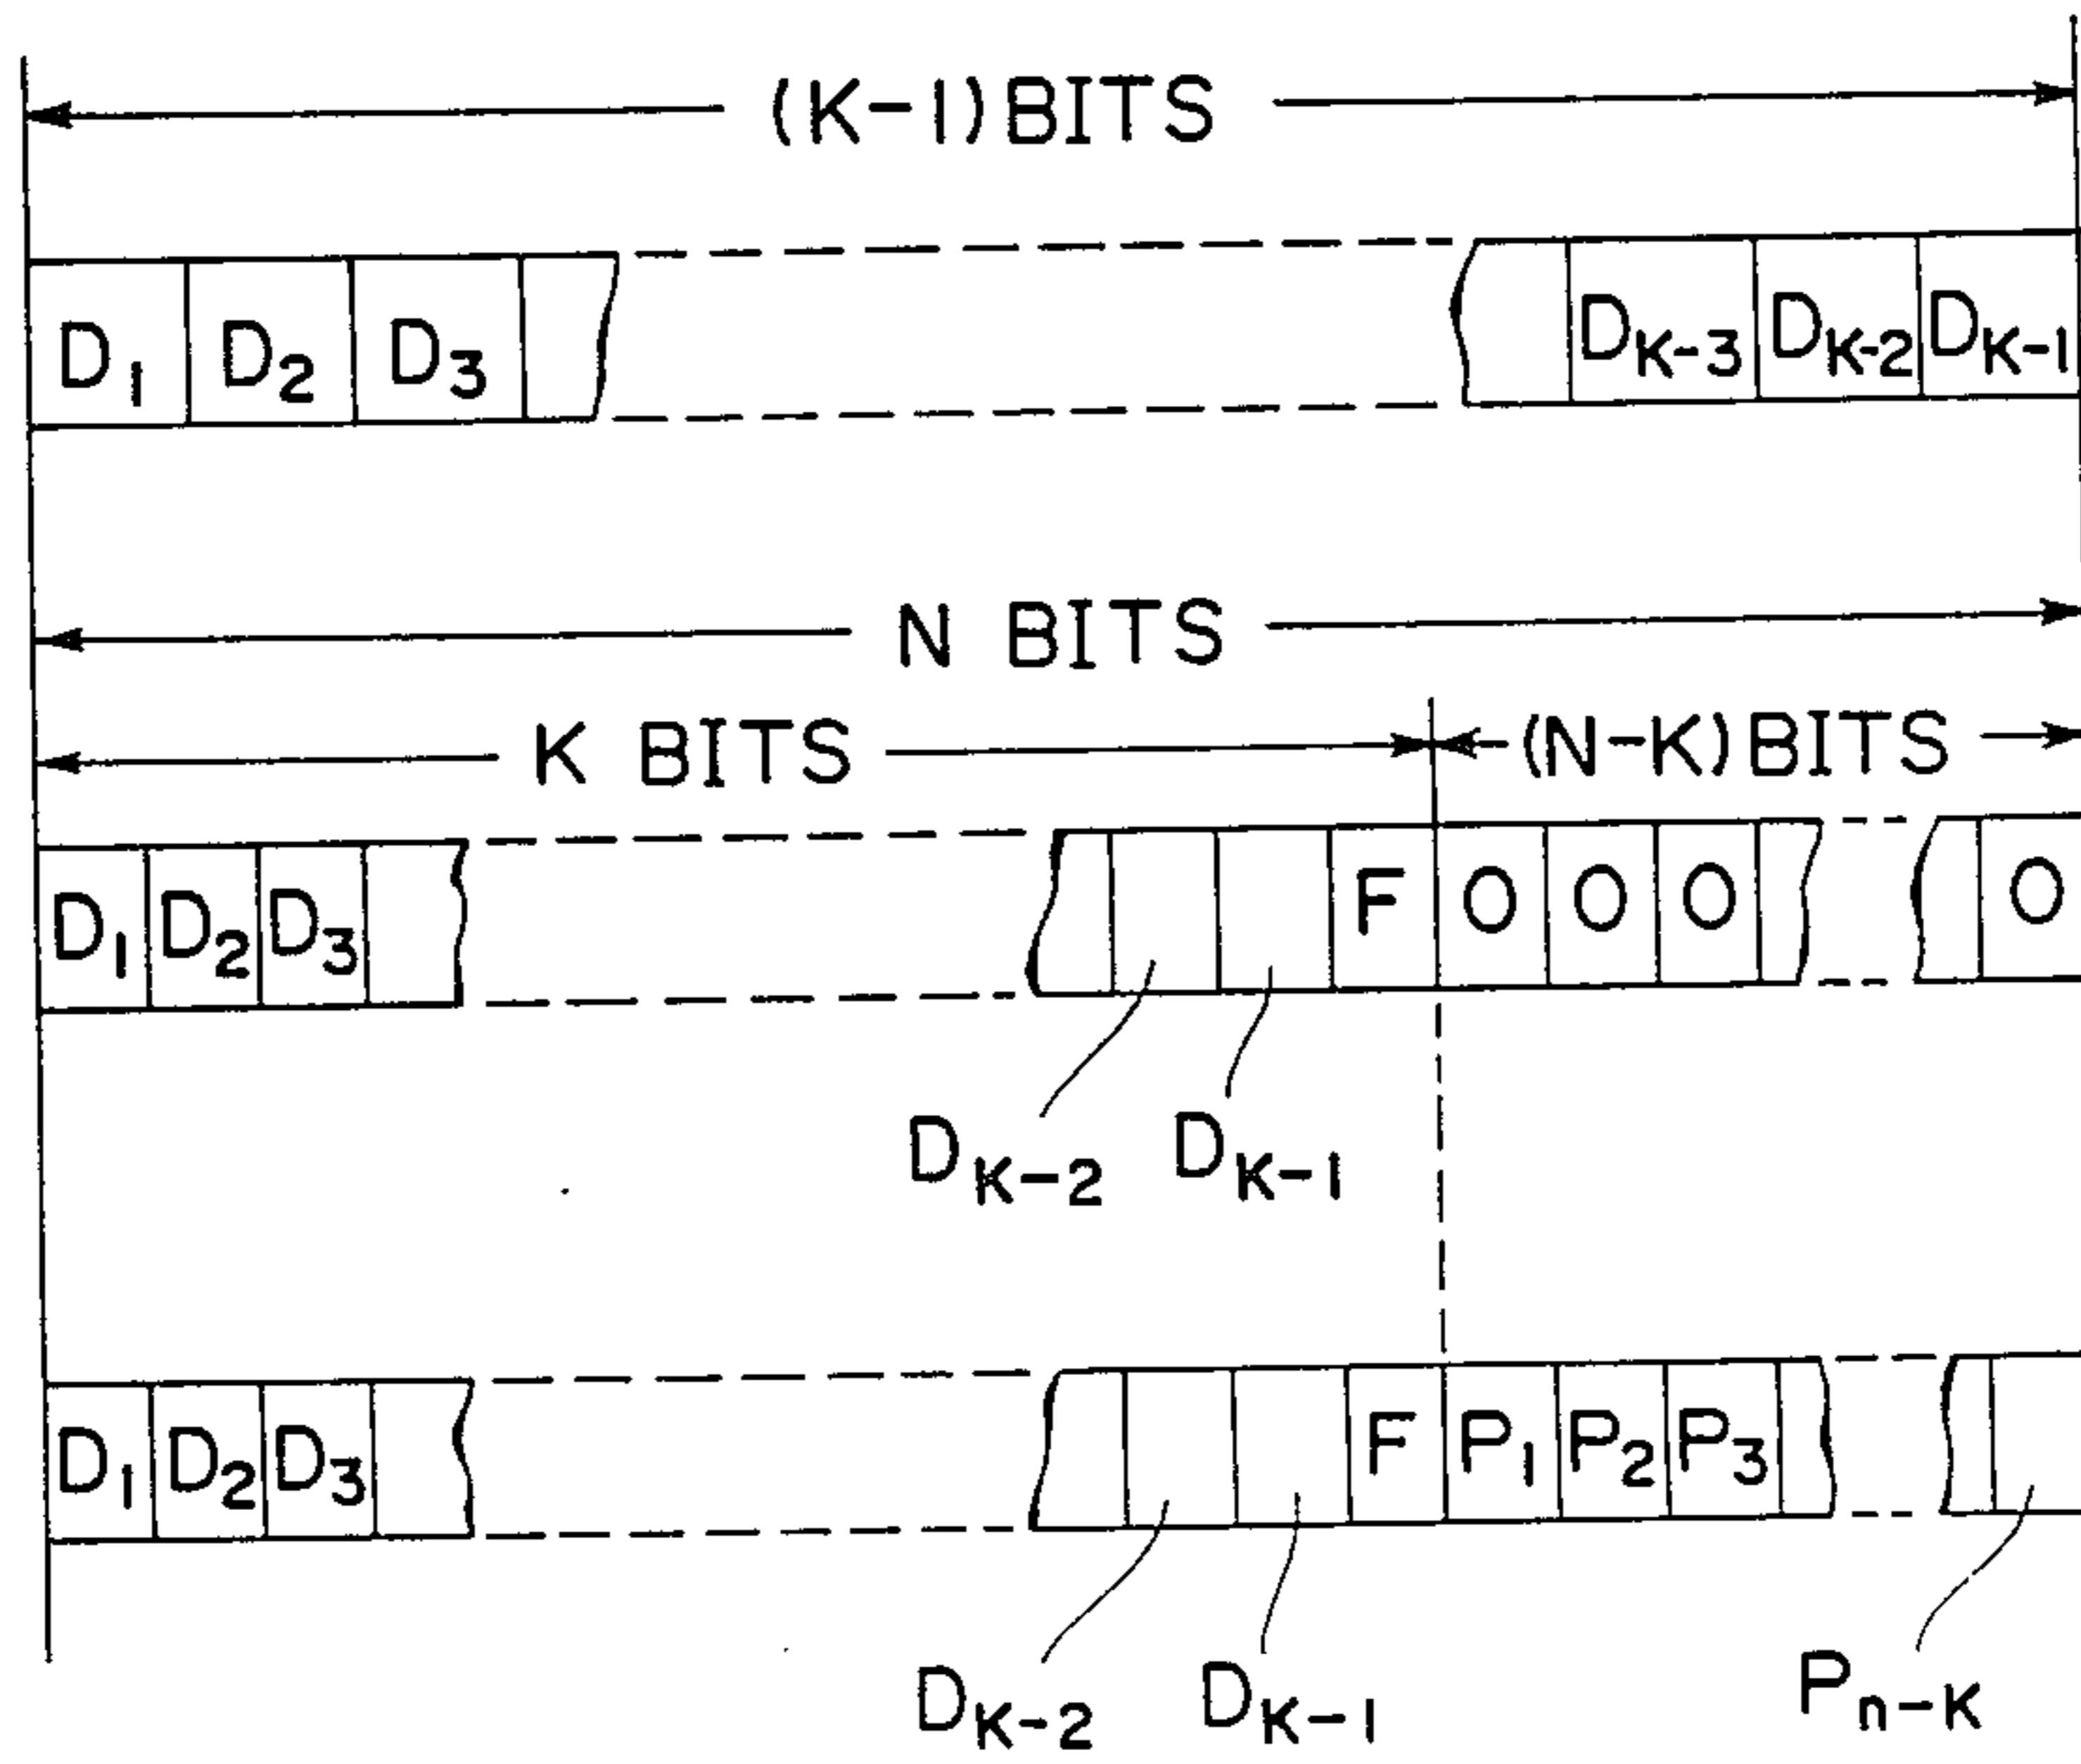 (K-1)BITS
D1 D2 D3 DK-3 DK-2 DK-1
N BITS
K BITS (N-K)BITS
D1 D2 D3 F 0 0 0 0
DK-2 DK-1
D1 D2 D3 F P1 P2 P3
DK-2 DK-1 Pn-K